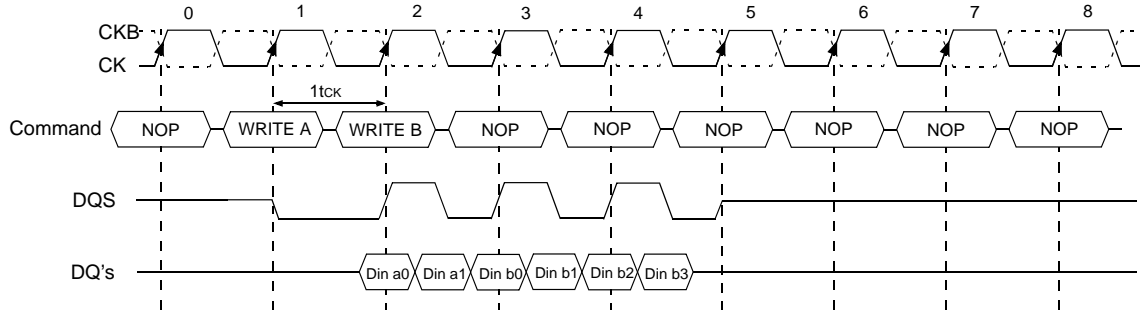 0 1 2 3 4 5 6 7 8
CKB
CK
1tCK
Command NOP WRITE A WRITE B NOP NOP NOP NOP NOP NOP
DQS
DQ's Din a0 Din a1 Din b0 Din b1 Din b2 Din b3